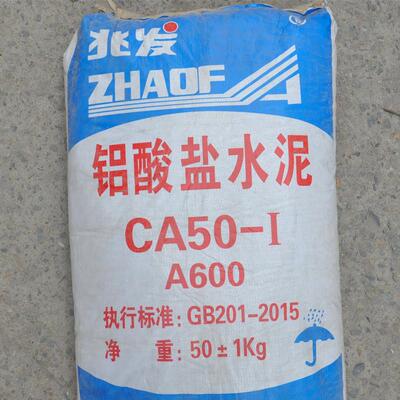 兆发
ZHAOFA
铝酸盐水泥
CA50-I
A600
执行标准:GB201-2015
净 重:50±1Kg